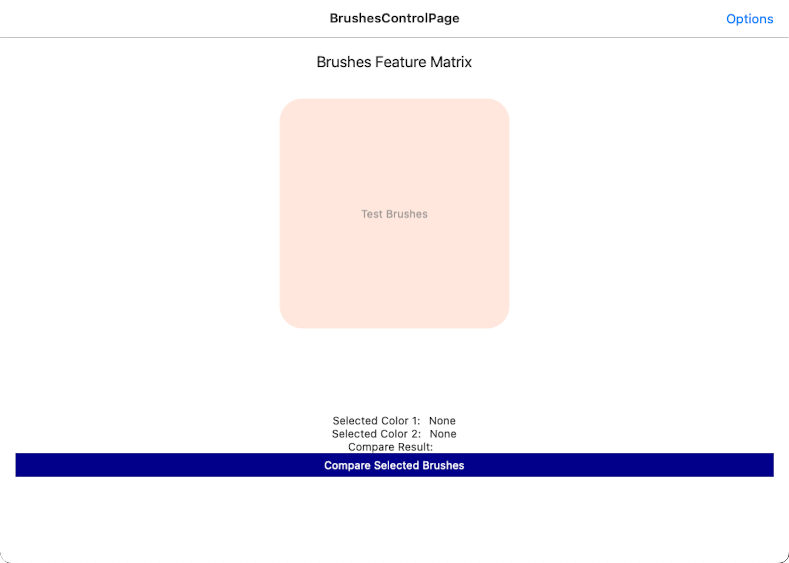 BrushesControlPage
Options
Brushes Feature Matrix
Test Brushes
Selected Color 1: None
Selected Color 2: None
Compare Result:
Compare Selected Brushes